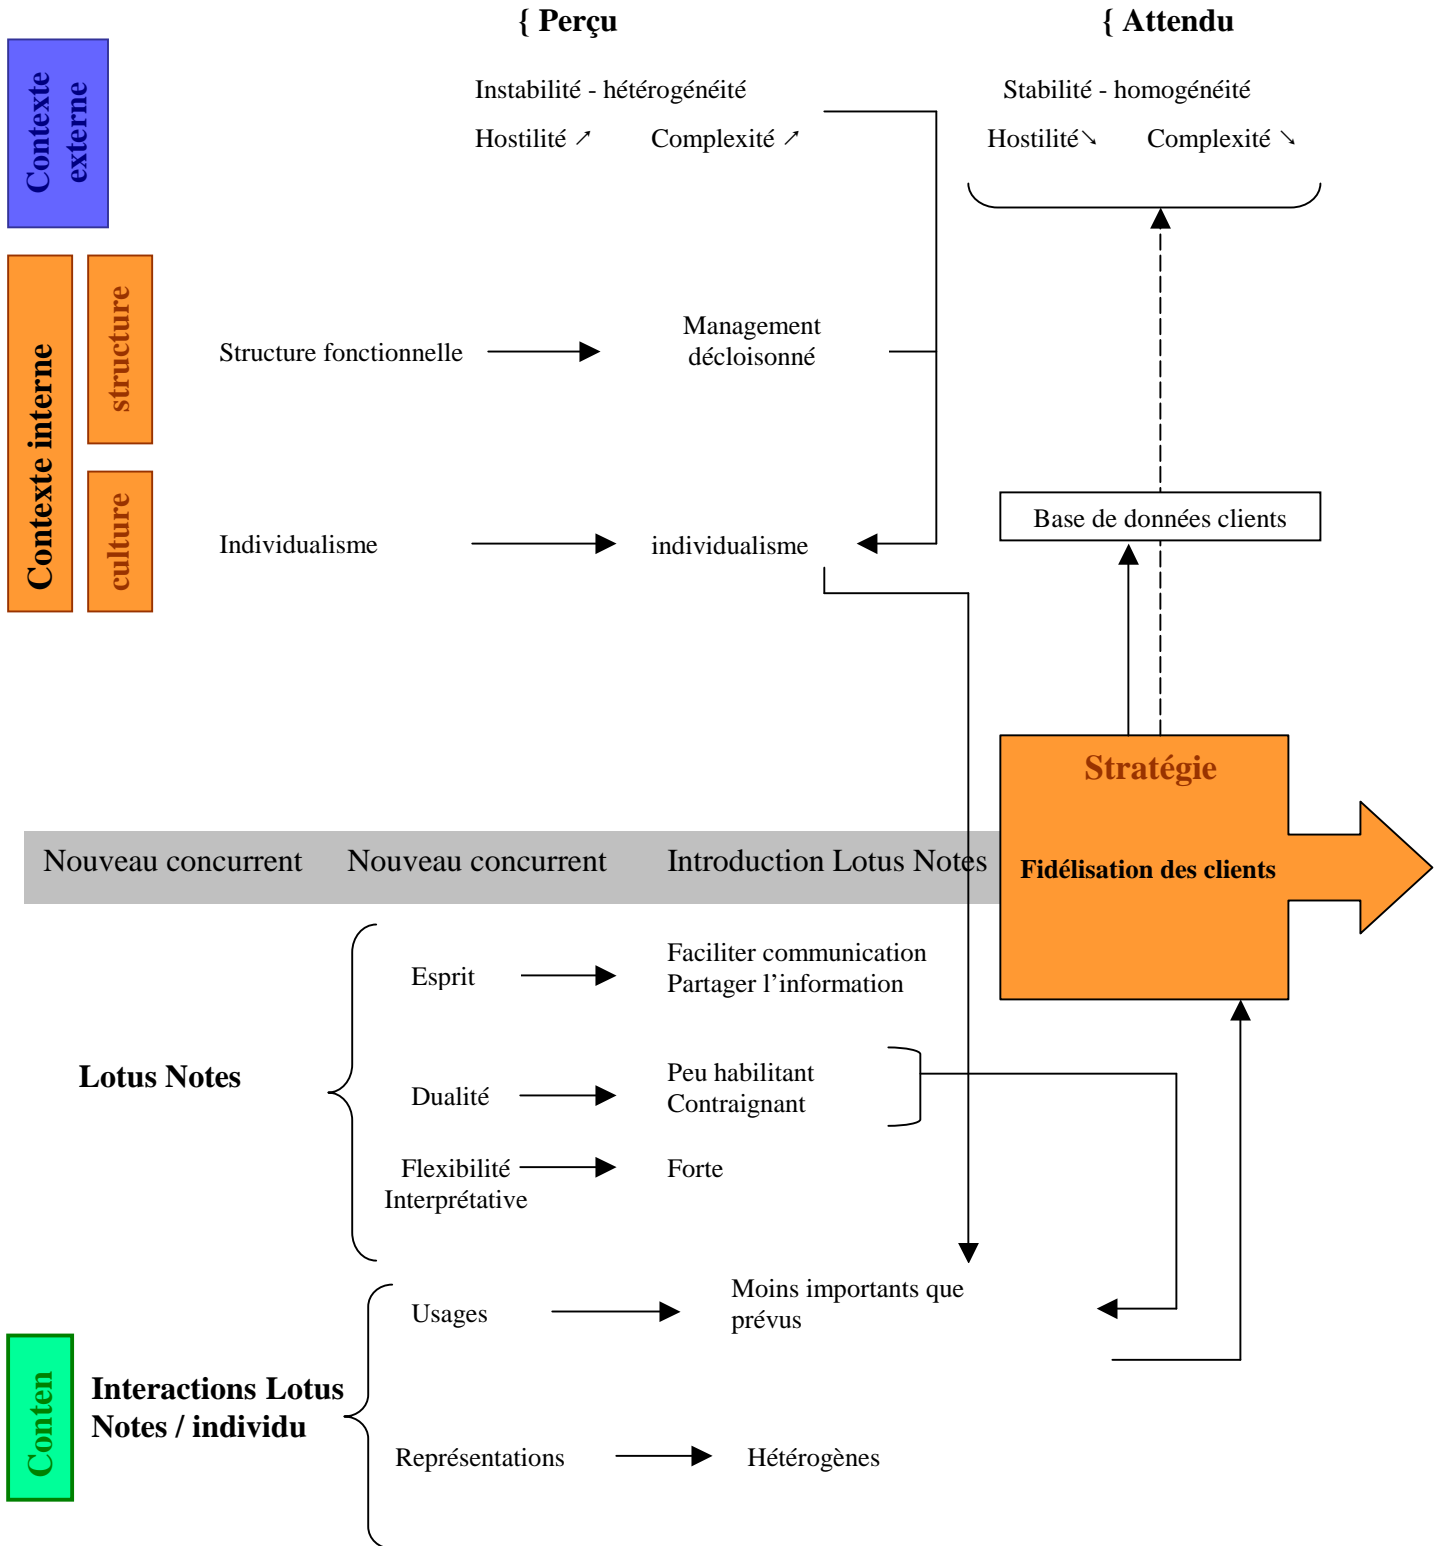 { Perçu
{ Attendu
Contexte
externe
Instabilité - hétérogénéité
Stabilité - homogénéité
Hostilité ↗ Complexité ↗
Hostilité ↘ Complexité ↘
Contexte interne
structure
Structure fonctionnelle
Management
décloisonné
culture
Individualisme
individualisme
Base de données clients
Stratégie
Nouveau concurrent
Nouveau concurrent
Introduction Lotus Notes
Fidélisation des clients
Lotus Notes
Esprit
Faciliter communication
Partager l’information
Dualité
Peu habilitant
Contraignant
Flexibilité
Interprétative
Forte
Conten
Interactions Lotus
Notes / individu
Usages
Moins importants que
prévus
Représentations
Hétérogènes